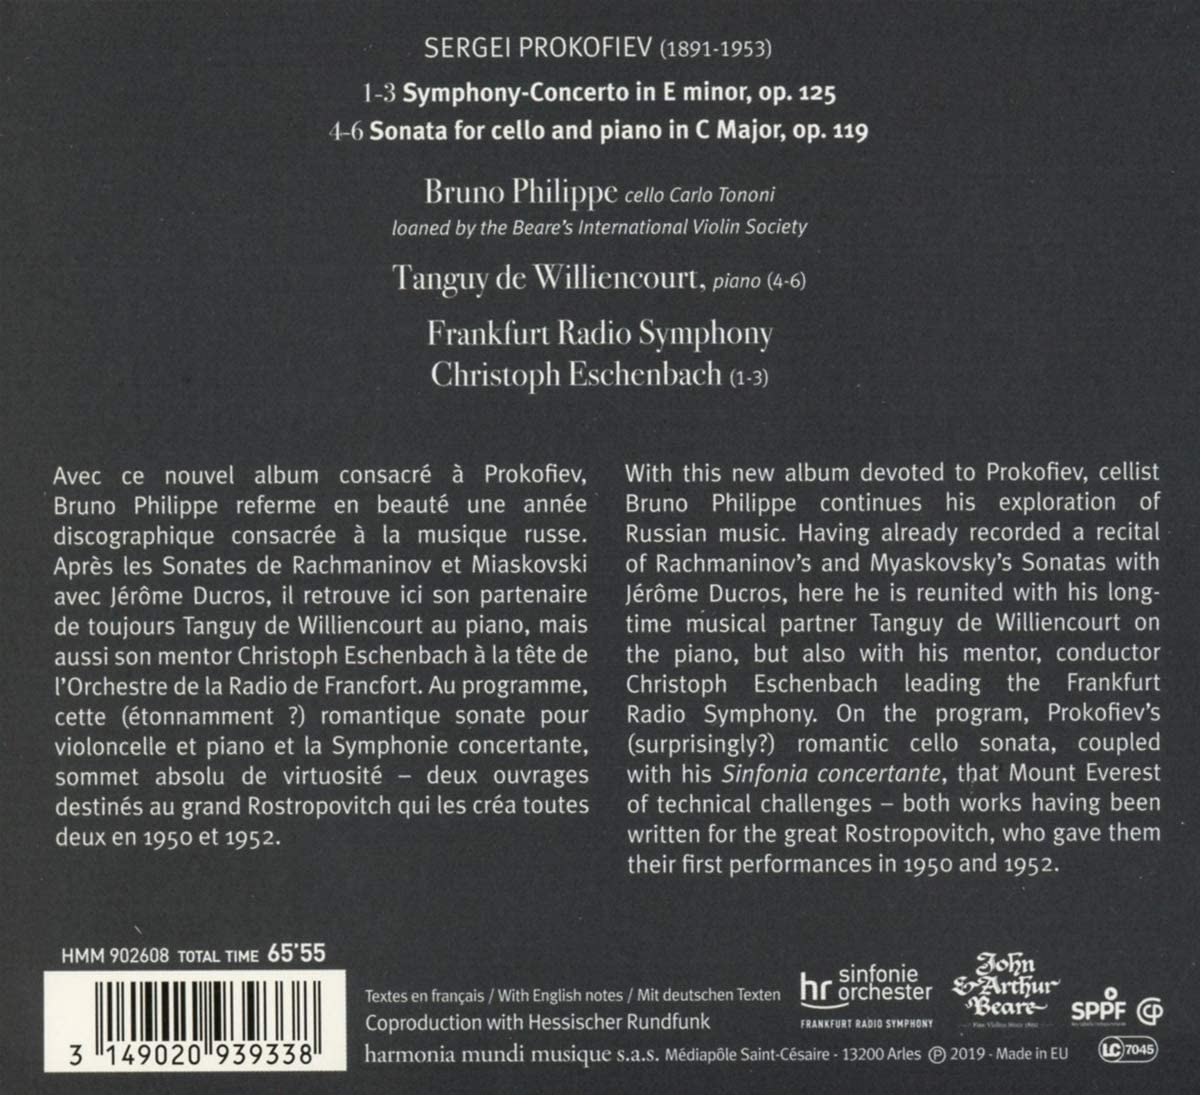 SERGEI PROKOFIEV (1891-1953)
1-3 Symphony-Concerto in E minor, op. 125
4-6 Sonata for cello and piano in C Major, op. 119
Bruno Philippe cello Carlo Tononi
loaned by the Beare's International Violin Society
Tanguy de Williencourt, piano (4-6)
Frankfurt Radio Symphony
Christoph Eschenbach (1-3)
Avec ce nouvel album consacré à Prokofiev,
Bruno Philippe referme en beauté une année
discographique consacrée à la musique russe.
Après les Sonates de Rachmaninov et Miaskovski
avec Jérôme Ducros, il retrouve ici son partenaire
de toujours Tanguy de Williencourt au piano, mais
aussi son mentor Christoph Eschenbach à la tête de
l'Orchestre de la Radio de Francfort. Au programme,
cette (étonnamment ?) romantique sonate pour
violoncelle et piano et la Symphonie concertante,
sommet absolu de virtuosité – deux ouvrages
destinés au grand Rostropovitch qui les créa toutes
deux en 1950 et 1952.
With this new album devoted to Prokofiev, cellist
Bruno Philippe continues his exploration of
Russian music. Having already recorded a recital
of Rachmaninov's and Myaskovsky's Sonatas with
Jérôme Ducros, here he is reunited with his long-
time musical partner Tanguy de Williencourt on
the piano, but also with his mentor, conductor
Christoph Eschenbach leading the Frankfurt
Radio Symphony. On the program, Prokofiev's
(surprisingly?) romantic cello sonata, coupled
with his Sinfonia concertante, that Mount Everest
of technical challenges – both works having been
written for the great Rostropovitch, who gave them
their first performances in 1950 and 1952.
HMM 902608 TOTAL TIME 65'55
3 149020 939338
Textes en français / With English notes / Mit deutschen Texten
Coproduction with Hessischer Rundfunk
harmonia mundi musique s.a.s. Médiapôle Saint-Césaire - 13200 Arles ℗ 2019 - Made in EU
hr sinfonie
orchester
FRANKFURT RADIO SYMPHONY
John
& Arthur
Beare
SPPF
LC 7045